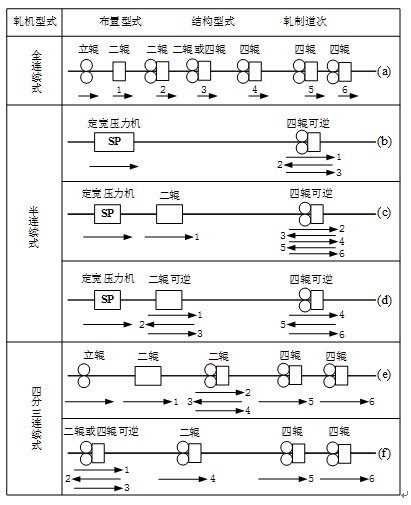 轧机型式 布置型式 结构型式 轧制道次
全连续式
立辊 二辊 二辊 二辊或四辊 四辊 四辊 四辊
(a)
1 2 3 4 5 6
半连续式
定宽压力机 四辊可逆
SP (b)
1
2
3
定宽压力机 二辊 四辊可逆
SP (c)
1 2
3
4
5
6
定宽压力机 二辊可逆 四辊可逆
SP (d)
1 4
2 5
3 6
四分三连续式
立辊 二辊 二辊 四辊 四辊
(e)
1 2 5 6
3
4
二辊或四辊可逆 二辊 四辊 四辊
(f)
1
2 4 5 6
3